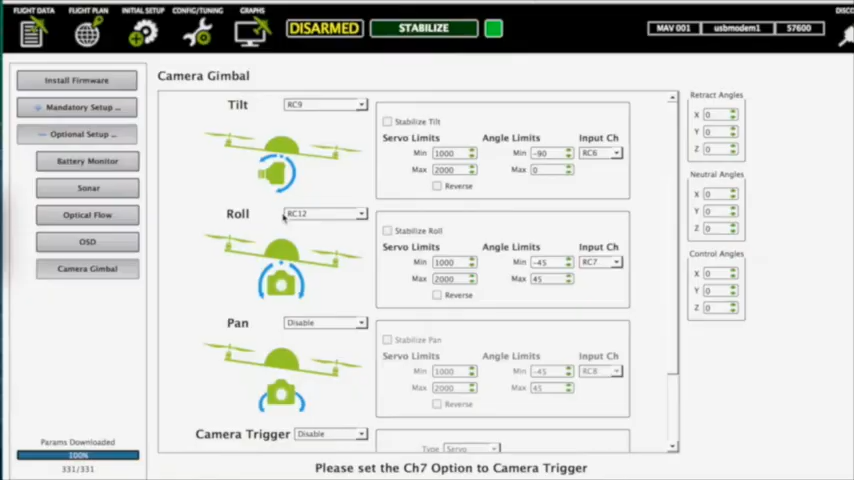 FLIGHT DATA FLIGHT PLAN INITIAL SETUP CONFIG/TUNING GRAPHS
DISARMED STABILIZE MAV 001 usbmodem1 57600
DISCO
Install Firmware
Mandatory Setup ...
Optional Setup ...
Battery Monitor
Sonar
Optical Flow
OSD
Camera Gimbal
Params Downloaded
100%
331/331
Camera Gimbal
Tilt RC9
Stabilize Tilt
Servo Limits Angle Limits Input Ch
Min 1000 Min -90 RC6
Max 2000 Max 0
Reverse
Roll RC12
Stabilize Roll
Servo Limits Angle Limits Input Ch
Min 1000 Min -45 RC7
Max 2000 Max 45
Reverse
Pan Disable
Stabilize Pan
Servo Limits Angle Limits Input Ch
Min 1000 Min -45 RC8
Max 2000 Max 45
Reverse
Camera Trigger Disable
Type Servo
Please set the Ch7 Option to Camera Trigger
Retract Angles
X 0
Y 0
Z 0
Neutral Angles
X 0
Y 0
Z 0
Control Angles
X 0
Y 0
Z 0